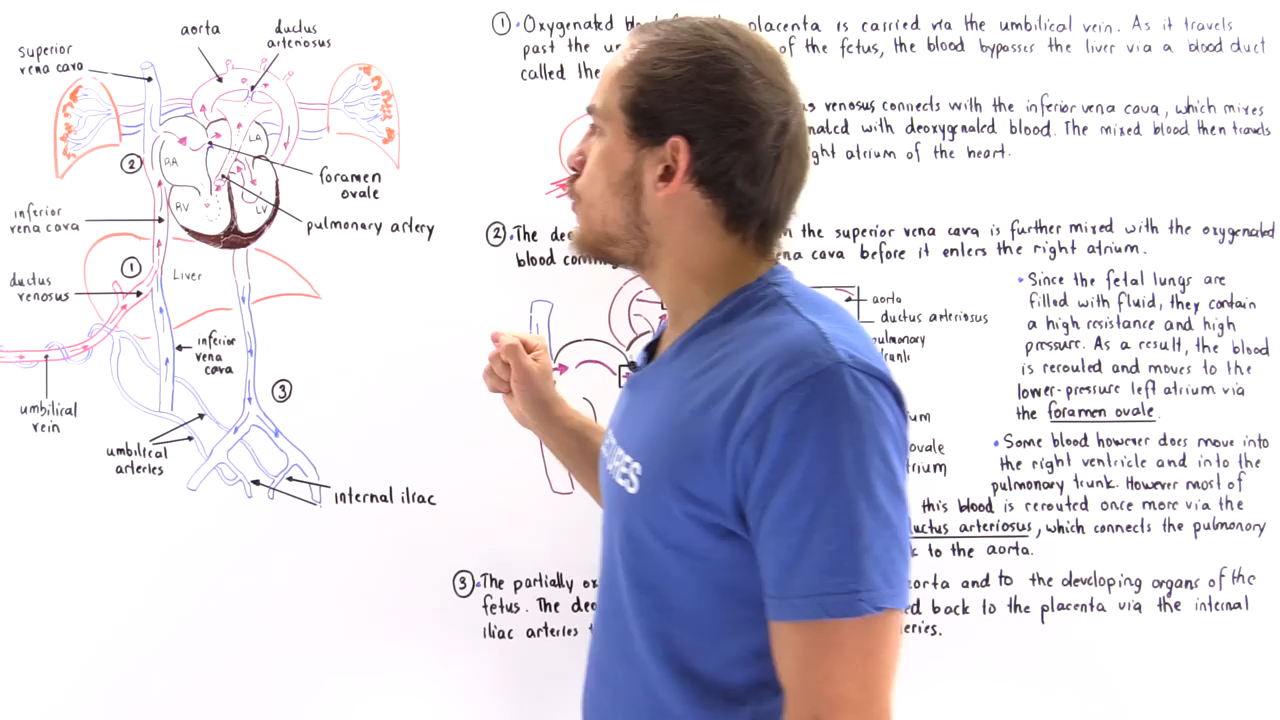 superior
vena cava
aorta
ductus
arteriosus
2
RA
LA
RV
LV
foramen
ovale
pulmonary artery
inferior
vena cava
1
Liver
ductus
venosus
inferior
vena
cava
3
umbilical
vein
umbilical
arteries
internal iliac
1 • Oxygenated placenta is carried via the umbilical vein. As it travels
past the of the fetus, the blood bypasses the liver via a blood duct
called the
venosus connects with the inferior vena cava, which mixes
with deoxygenated blood. The mixed blood then travels
atrium of the heart.
2 • The the superior vena cava is further mixed with the oxygenated
blood cava before it enters the right atrium.
aorta
ductus arteriosus
• Since the fetal lungs are
filled with fluid, they contain
a high resistance and high
pressure. As a result, the blood
is rerouted and moves to the
lower-pressure left atrium via
the foramen ovale.
ovale
• Some blood however does move into
the right ventricle and into the
pulmonary trunk. However most of
this blood is rerouted once more via the
arteriosus, which connects the pulmonary
to the aorta.
3 • The partially and to the developing organs of the
fetus. The back to the placenta via the internal
iliac arteries
TURES